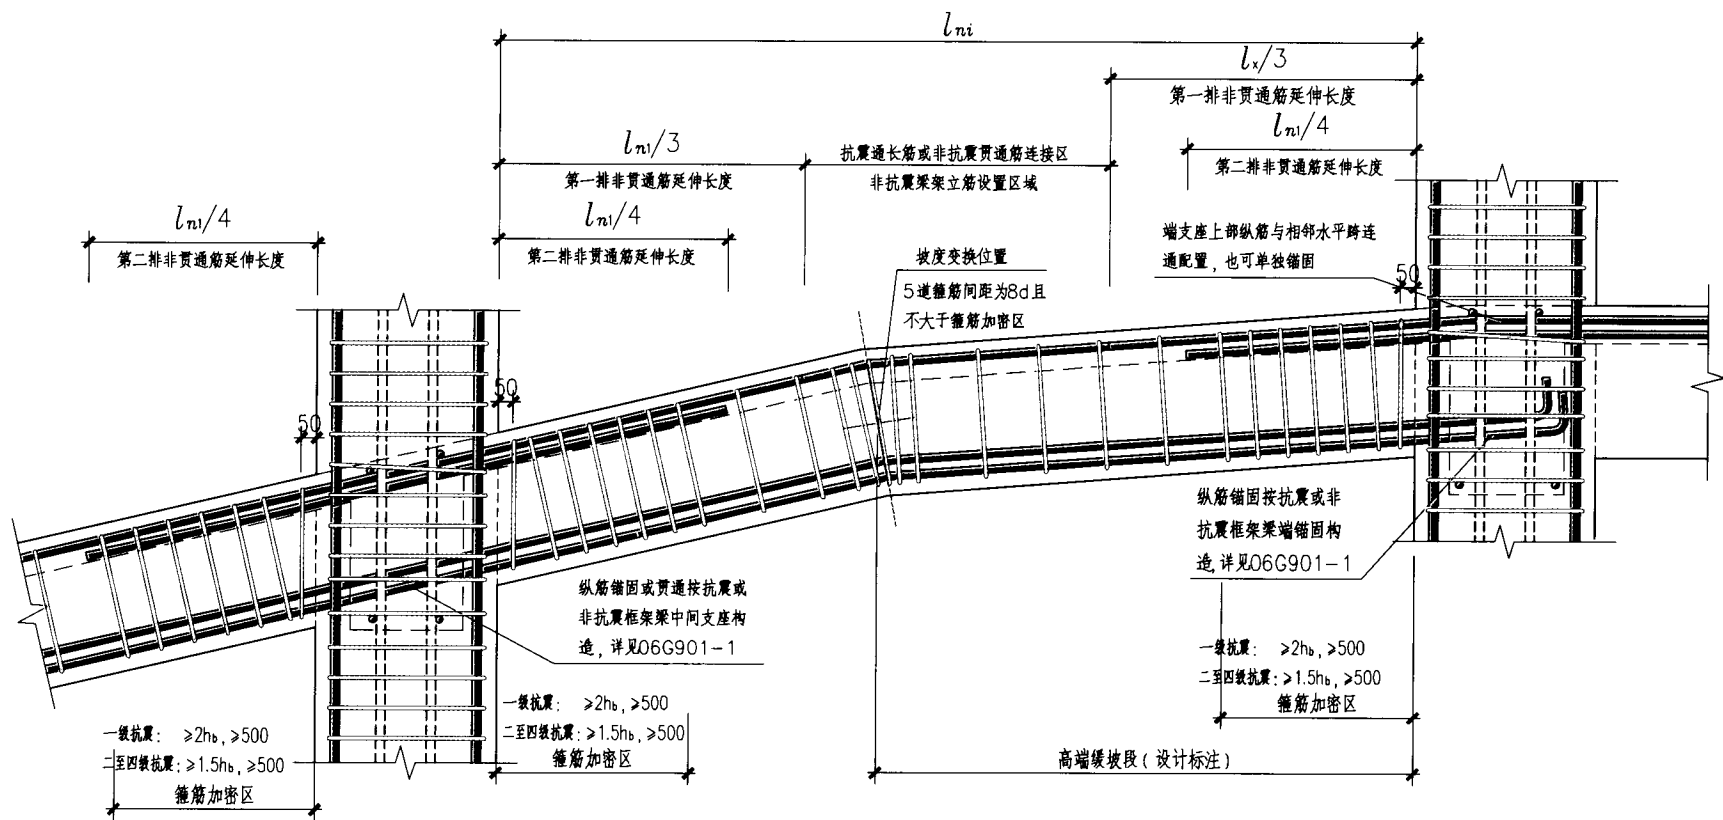 lni
lx/3
第一排非贯通筋延伸长度
ln1/4
第二排非贯通筋延伸长度
ln1/3
第一排非贯通筋延伸长度
抗震通长筋或非抗震贯通筋连接区
非抗震梁架立筋设置区域
ln1/4
第二排非贯通筋延伸长度
ln1/4
第二排非贯通筋延伸长度
端支座上部纵筋与相邻水平跨连
通配置，也可单独锚固
坡度变换位置
5道箍筋间距为8d且
不大于箍筋加密区
50
50
50
纵筋锚固按抗震或非
抗震框架梁端锚固构
造，详见06G901-1
纵筋锚固或贯通按抗震或
非抗震框架梁中间支座构
造，详见06G901-1
一级抗震：≥2hb，≥500
二至四级抗震：≥1.5hb，≥500
箍筋加密区
一级抗震：≥2hb，≥500
二至四级抗震：≥1.5hb，≥500
箍筋加密区
一级抗震：≥2hb，≥500
二至四级抗震：≥1.5hb，≥500
箍筋加密区
高端缓坡段（设计标注）